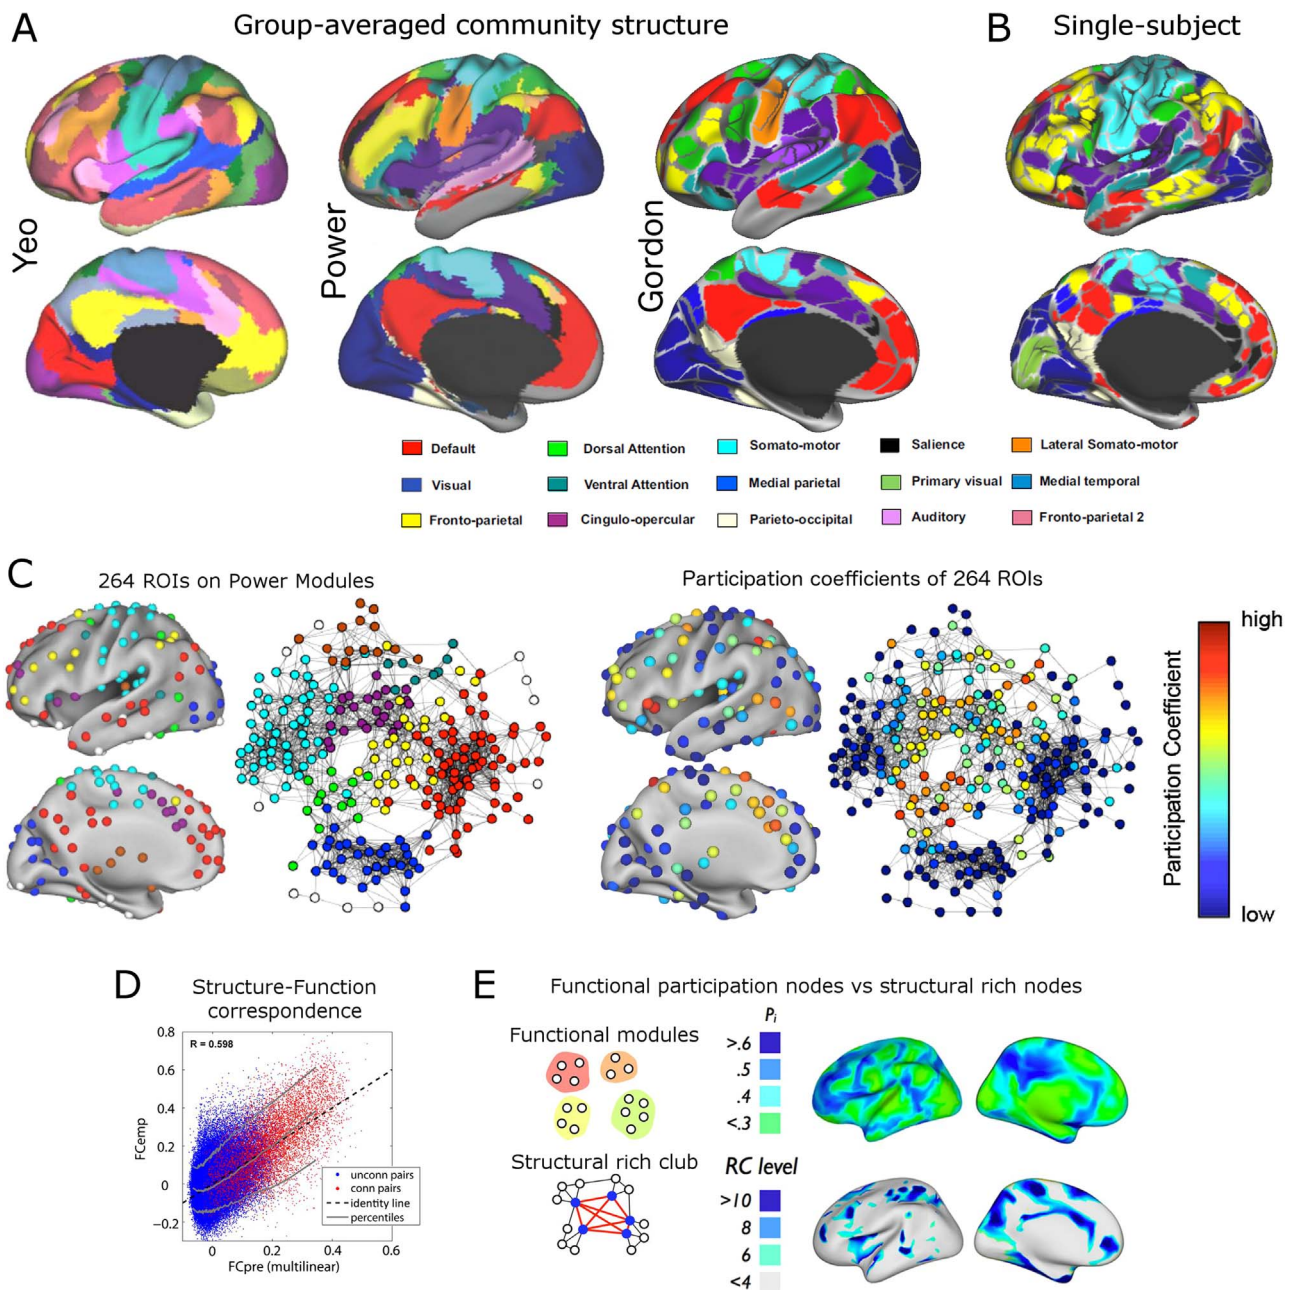 A
Group-averaged community structure
B
Single-subject
Yeo
Power
Gordon
Default
Dorsal Attention
Somato-motor
Salience
Lateral Somato-motor
Visual
Ventral Attention
Medial parietal
Primary visual
Medial temporal
Fronto-parietal
Cingulo-opercular
Parieto-occipital
Auditory
Fronto-parietal 2
C
264 ROIs on Power Modules
Participation coefficients of 264 ROIs
high
Participation Coefficient
low
D
Structure-Function
correspondence
0.8
0.6
0.4
0.2
0
−0.2
FCemp
R = 0.598
unconn pairs
conn pairs
identity line
percentiles
0
0.2
0.4
0.6
FCpre (multilinear)
E
Functional participation nodes vs structural rich nodes
Functional modules
Pi
>.6
.5
.4
<.3
Structural rich club
RC level
>10
8
6
<4